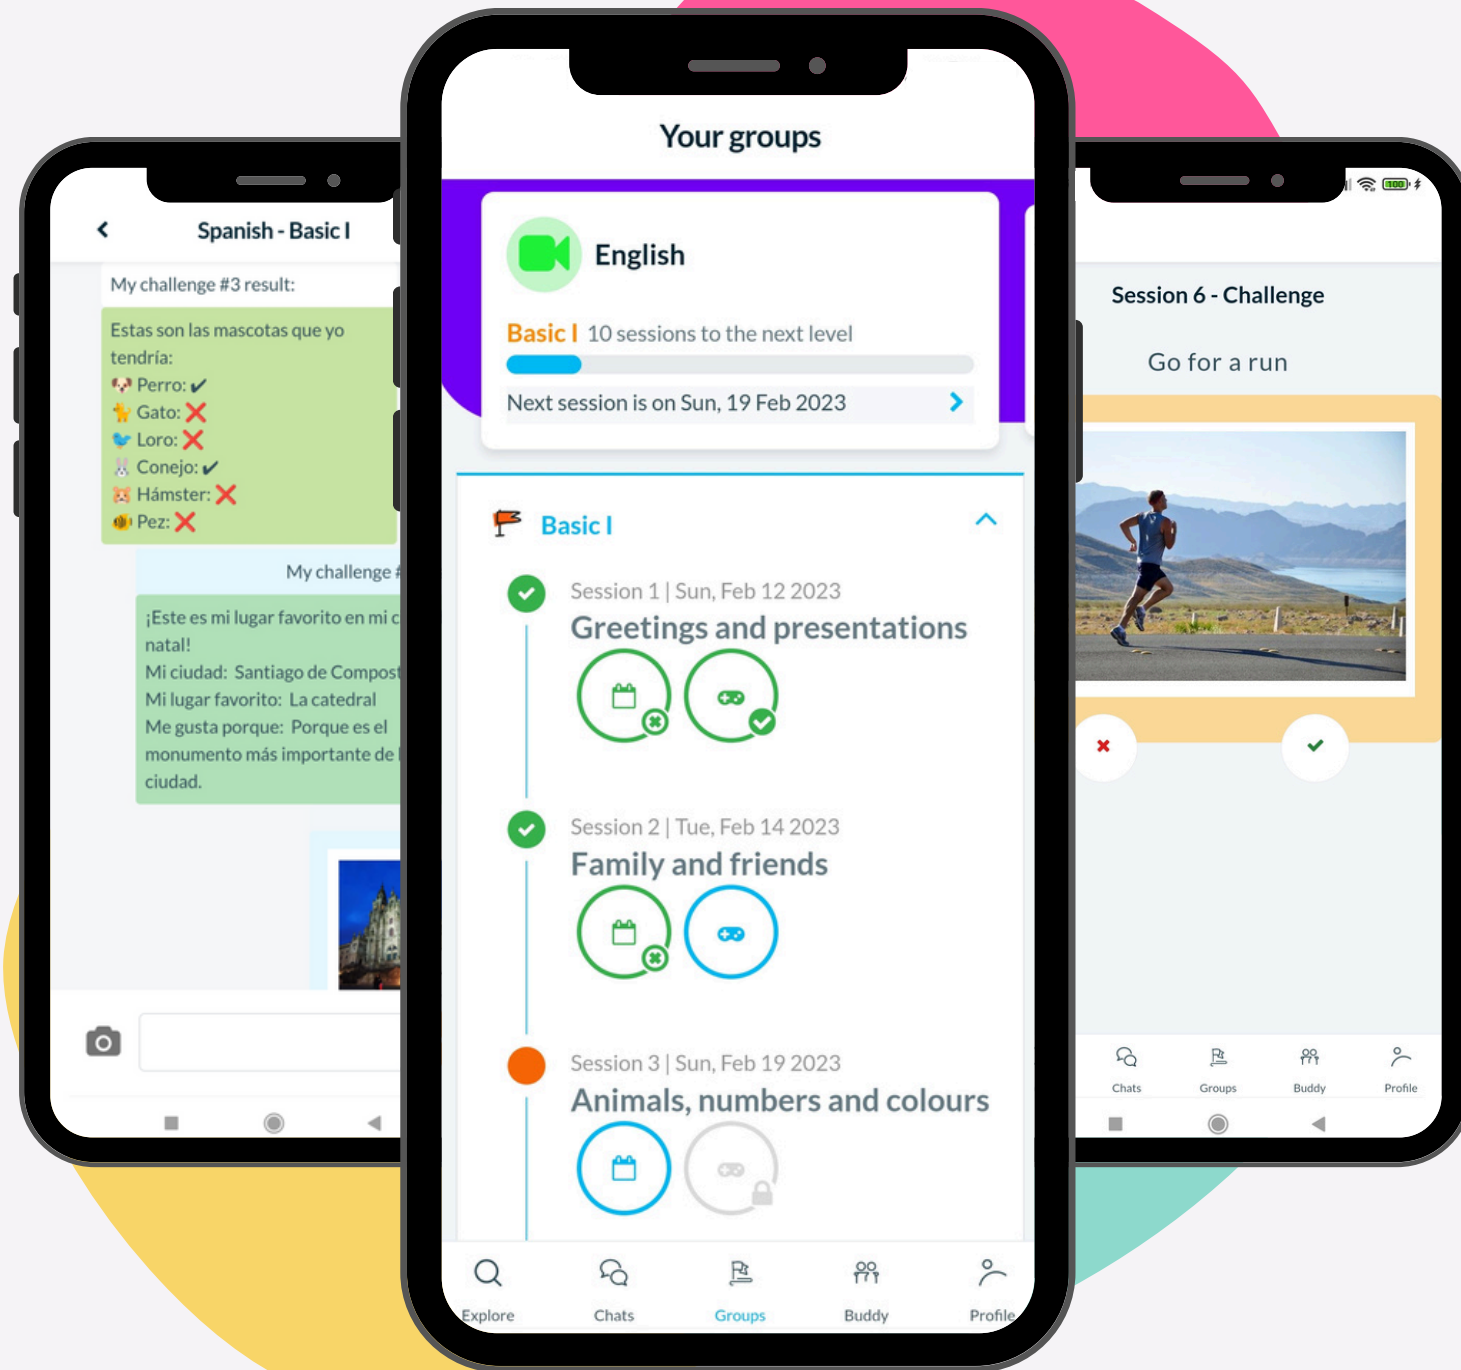 Spanish - Basic I
My challenge #3 result:
Estas son las mascotas que yo
tendría:
Perro:
Gato:
Loro:
Conejo:
Hámster:
Pez:
My challenge #
¡Este es mi lugar favorito en mi
natal!
Mi ciudad: Santiago de
Mi lugar favorito: La catedral
Me gusta porque: Porque es el
monumento más importante de
ciudad.
Your groups
English
Basic I 10 sessions to the next level
Next session is on Sun, 19 Feb 2023
Basic I
Session 1 | Sun, Feb 12 2023
Greetings and presentations
Session 2 | Tue, Feb 14 2023
Family and friends
Session 3 | Sun, Feb 19 2023
Animals, numbers and colours
Explore
Chats
Groups
Buddy
Profile
100
Session 6 - Challenge
Go for a run
Chats
Groups
Buddy
Profile